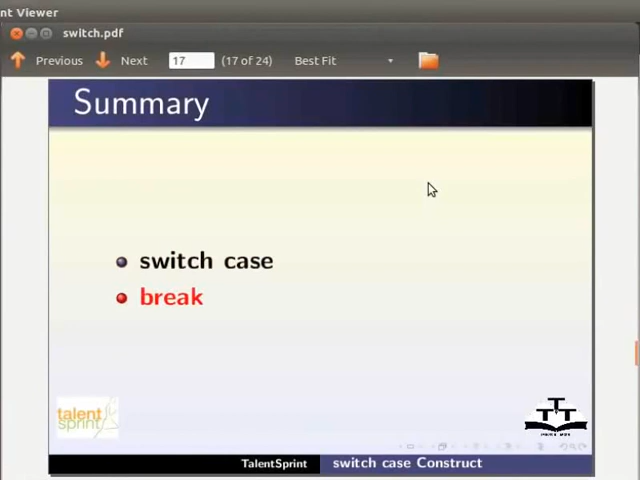 nt Viewer
switch.pdf
Previous Next 17 (17 of 24) Best Fit
Summary
switch case
break
talent
sprint
TalentSprint switch case Construct